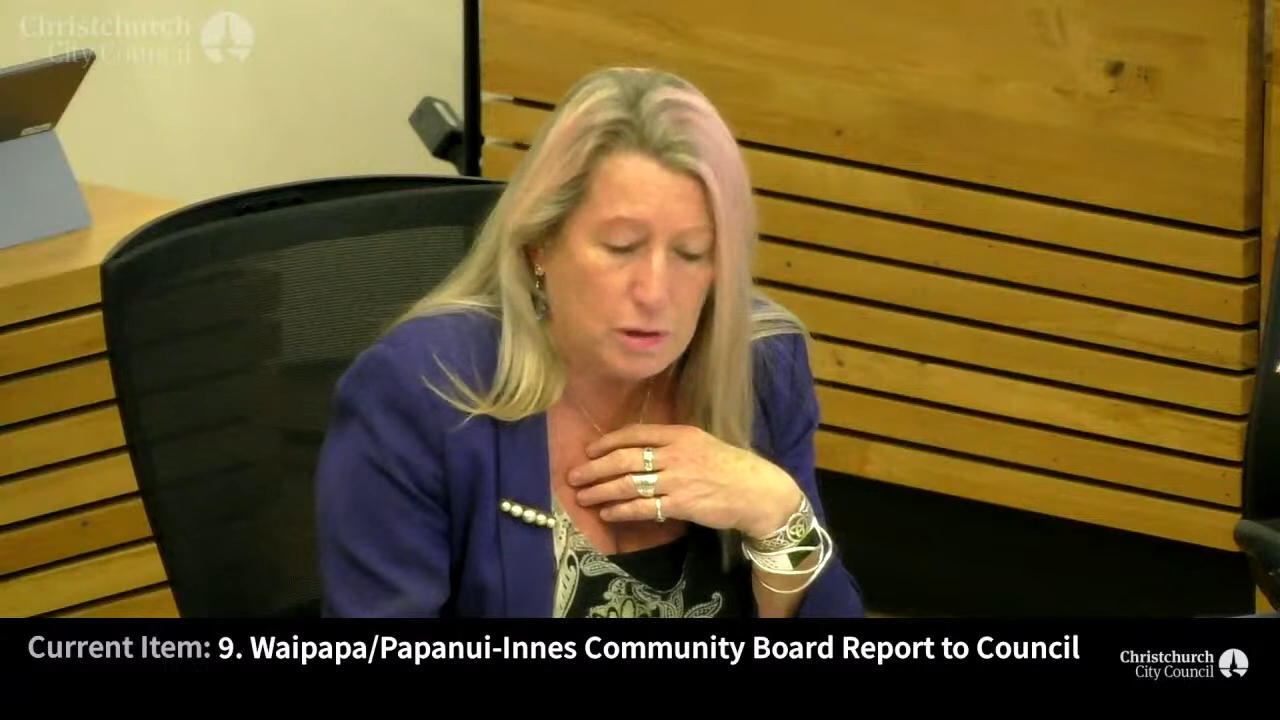 Christchurch
City Council
Current Item: 9. Waipapa/Papanui-Innes Community Board Report to Council
Christchurch
City Council